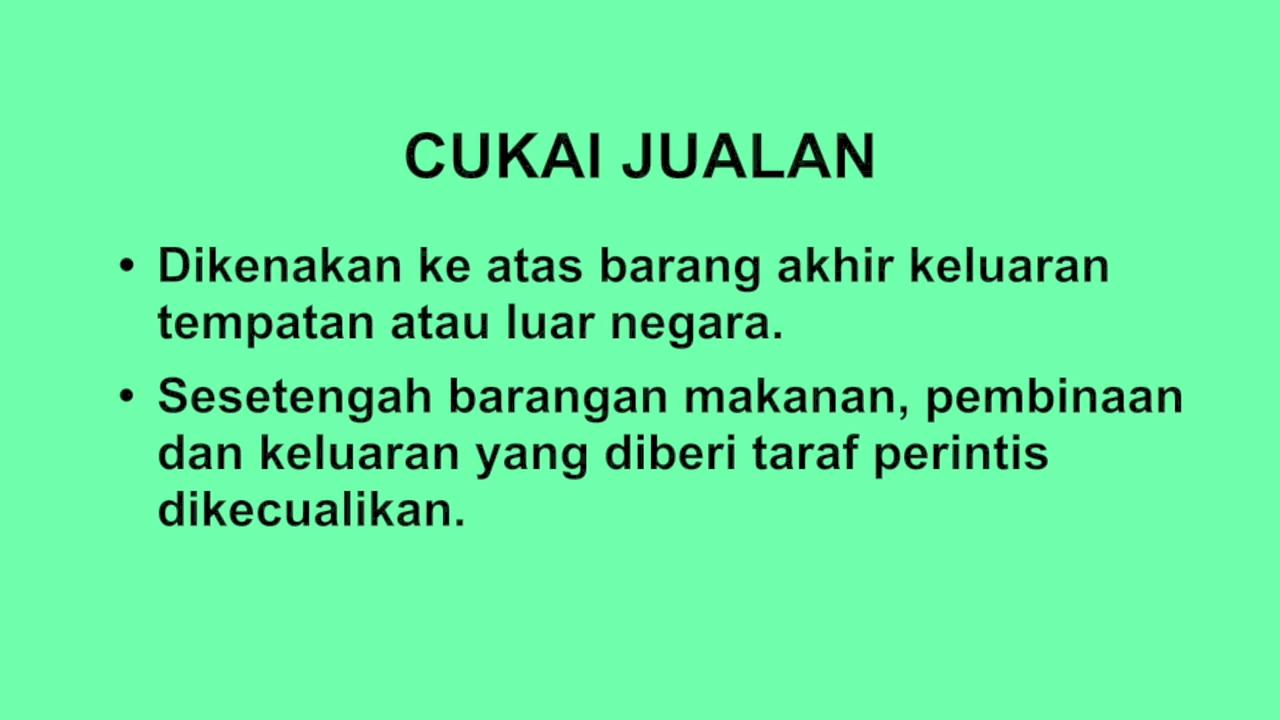 CUKAI JUALAN
• Dikenakan ke atas barang akhir keluaran
tempatan atau luar negara.
• Sesetengah barangan makanan, pembinaan
dan keluaran yang diberi taraf perintis
dikecualikan.